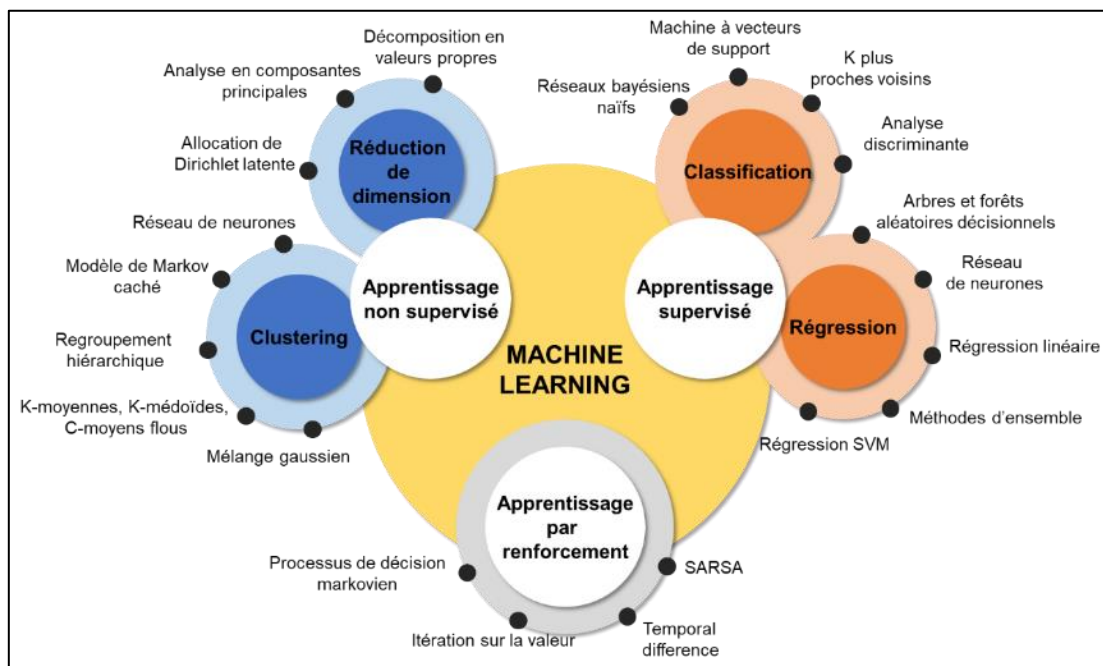 Décomposition en
valeurs propres
Analyse en composantes
principales
Allocation de
Dirichlet latente
Réduction
de
dimension
Réseau de neurones
Modèle de Markov
caché
Regroupement
hiérarchique
K-moyennes, K-médoïdes,
C-moyens flous
Mélange gaussien
Clustering
Apprentissage
non supervisé
MACHINE
LEARNING
Machine à vecteurs
de support
K plus
proches voisins
Réseaux bayésiens
naïfs
Analyse
discriminante
Classification
Apprentissage
supervisé
Arbres et forêts
aléatoires décisionnels
Réseau
de neurones
Régression
Régression linéaire
Méthodes d'ensemble
Régression SVM
Apprentissage
par
renforcement
Processus de décision
markovien
SARSA
Itération sur la valeur
Temporal
difference